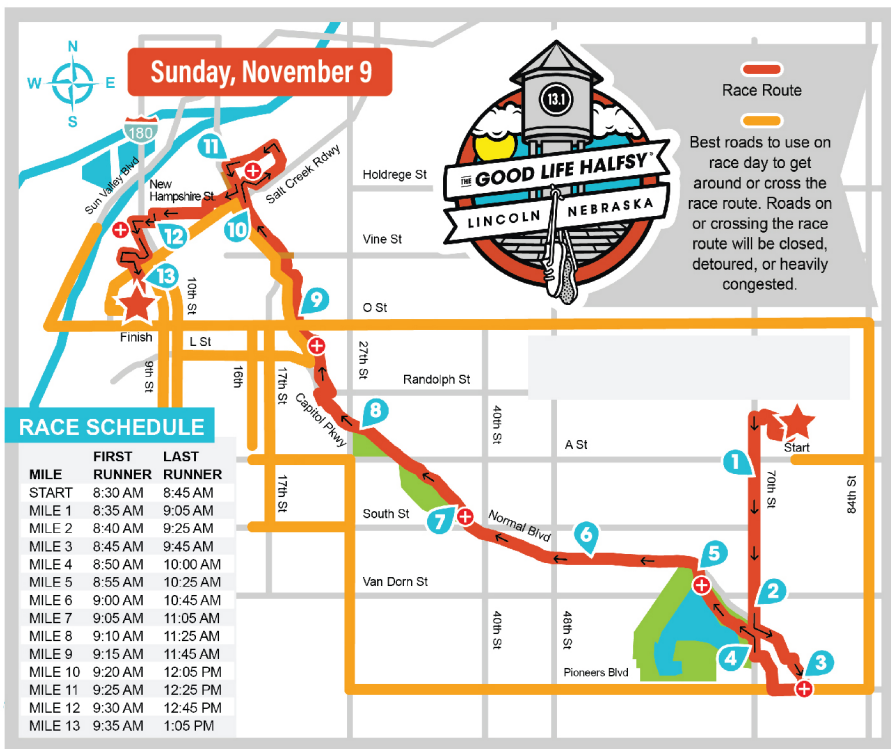 Sunday, November 9
N
W E
S
180
13.1
THE GOOD LIFE HALFSY
LINCOLN NEBRASKA
Race Route
Best roads to use on
race day to get
around or cross the
race route. Roads on
or crossing the race
route will be closed,
detoured, or heavily
congested.
Sun Valley Blvd
New
Hampshire St
Salt Creek Rdwy
Holdrege St
Vine St
O St
L St
Randolph St
A St
South St
Normal Blvd
Van Dorn St
Pioneers Blvd
Capitol Pkwy
9th St
10th St
16th
17th St
17th St
27th St
40th St
40th St
48th St
70th St
84th St
Start
1
2
3
4
5
6
7
8
9
10
11
12
13
Finish
RACE SCHEDULE
FIRST LAST
MILE RUNNER RUNNER
START 8:30 AM 8:45 AM
MILE 1 8:35 AM 9:05 AM
MILE 2 8:40 AM 9:25 AM
MILE 3 8:45 AM 9:45 AM
MILE 4 8:50 AM 10:00 AM
MILE 5 8:55 AM 10:25 AM
MILE 6 9:00 AM 10:45 AM
MILE 7 9:05 AM 11:05 AM
MILE 8 9:10 AM 11:25 AM
MILE 9 9:15 AM 11:45 AM
MILE 10 9:20 AM 12:05 PM
MILE 11 9:25 AM 12:25 PM
MILE 12 9:30 AM 12:45 PM
MILE 13 9:35 AM 1:05 PM